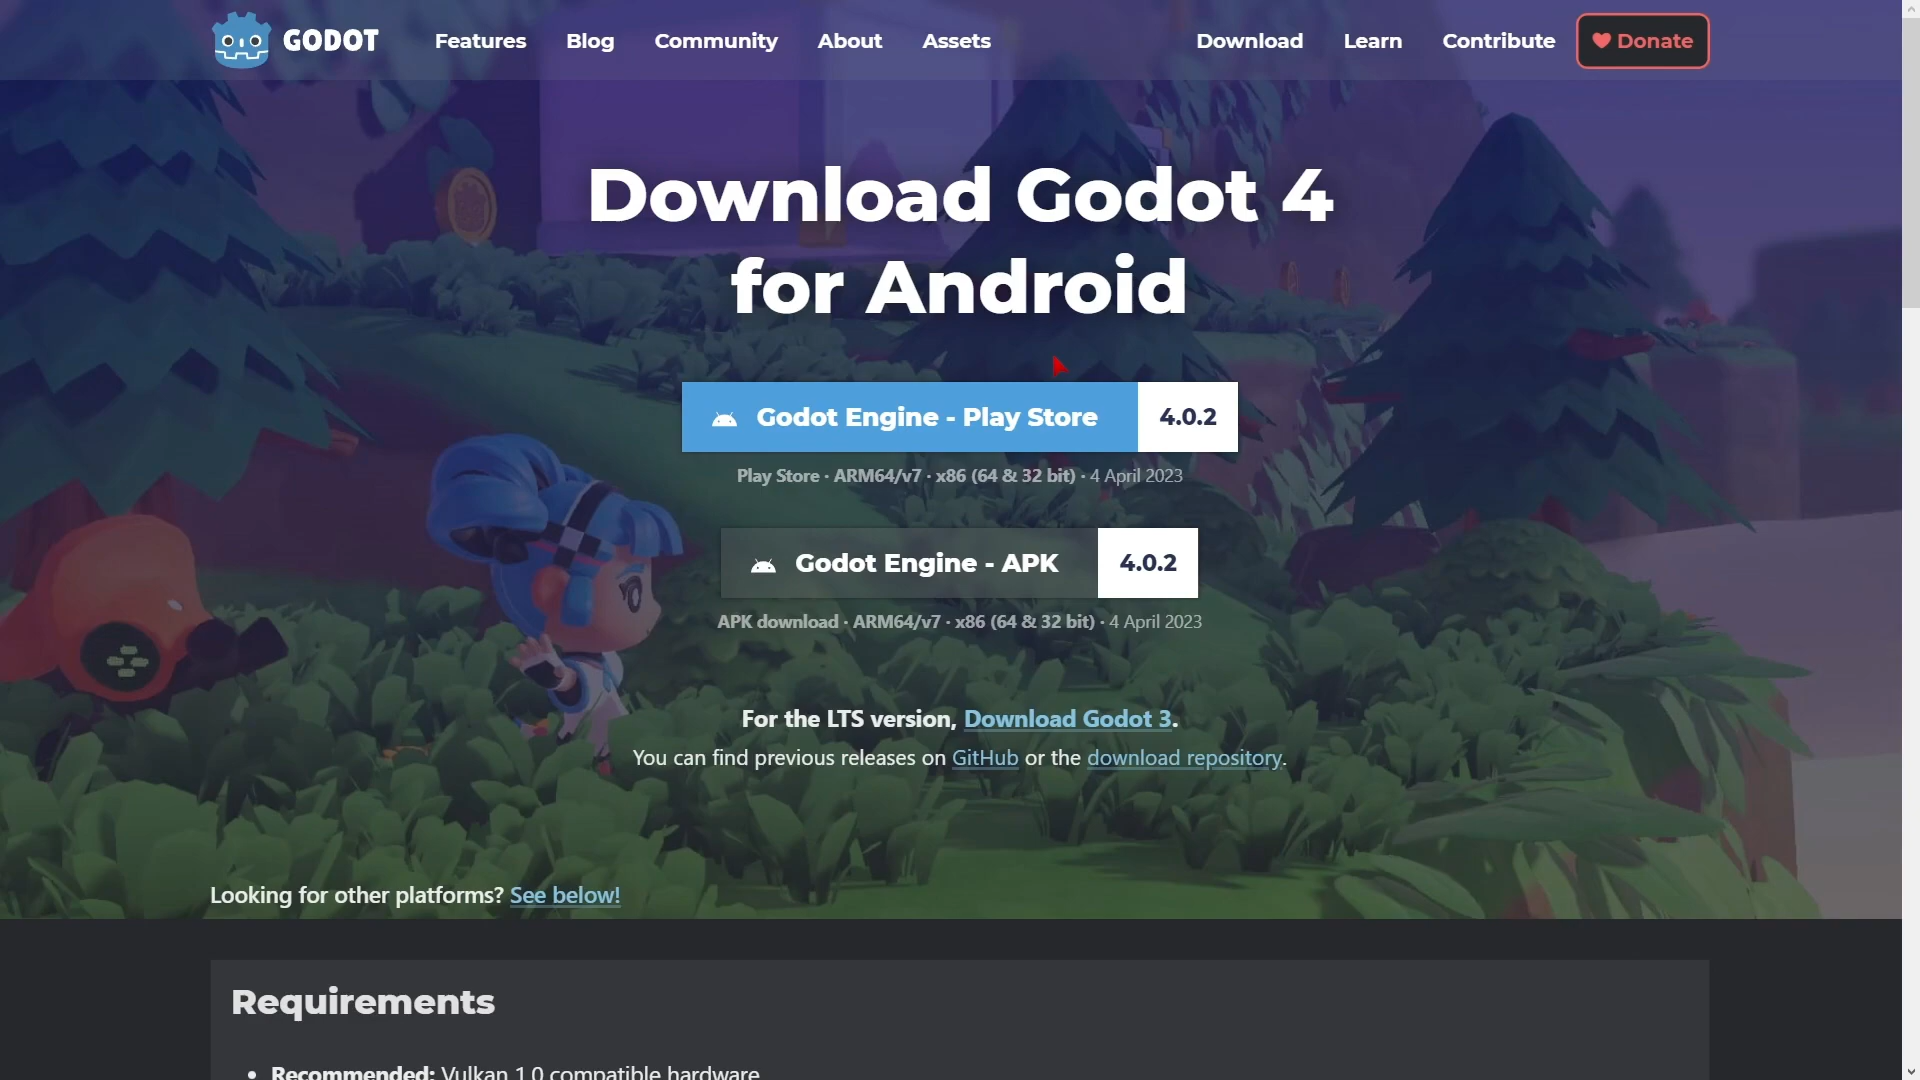 GODOT Features Blog Community About Assets Download Learn Contribute Donate
Download Godot 4
for Android
Godot Engine - Play Store 4.0.2
Play Store · ARM64/v7 · x86 (64 & 32 bit) · 4 April 2023
Godot Engine - APK 4.0.2
APK download · ARM64/v7 · x86 (64 & 32 bit) · 4 April 2023
For the LTS version, Download Godot 3.
You can find previous releases on GitHub or the download repository.
Looking for other platforms? See below!
Requirements
• Recommended: Vulkan 1.0 compatible hardware